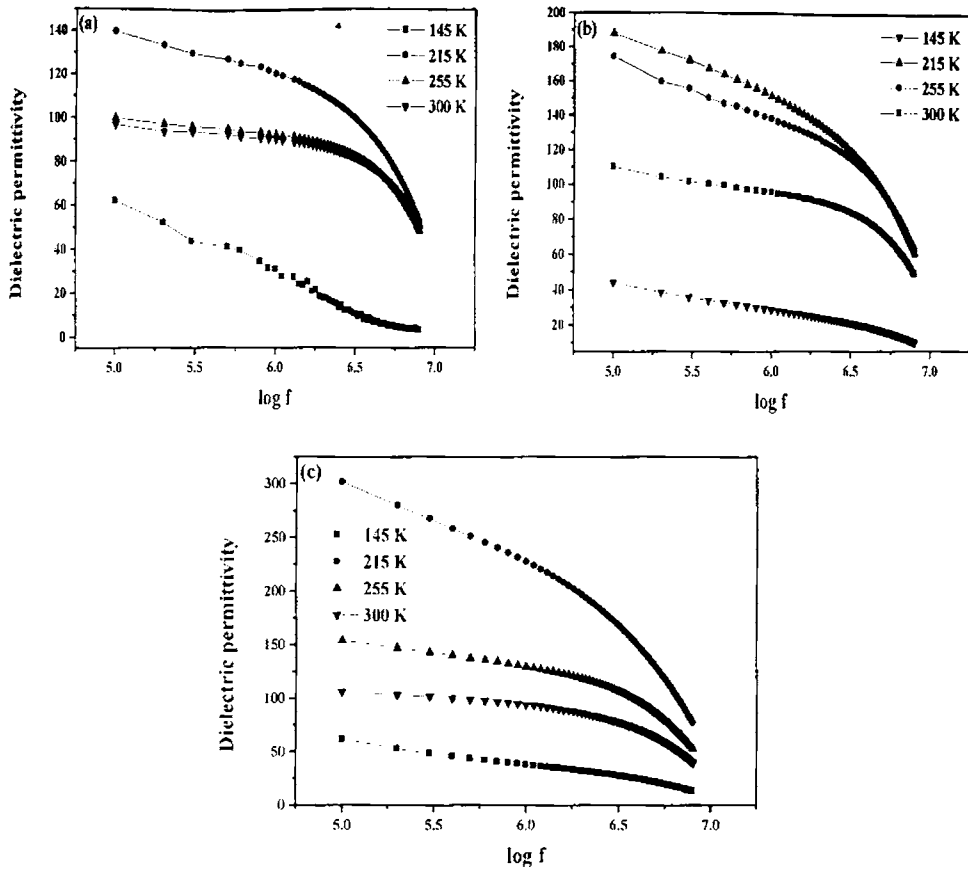 (a)
145 K
215 K
255 K
300 K
140
120
100
80
60
40
20
0
Dielectric permittivity
5.0 5.5 6.0 6.5 7.0
log f
(b)
145 K
215 K
255 K
300 K
200
180
160
140
120
100
80
60
40
20
Dielectric permittivity
5.0 5.5 6.0 6.5 7.0
log f
(c)
145 K
215 K
255 K
300 K
300
250
200
150
100
50
0
Dielectric permittivity
5.0 5.5 6.0 6.5 7.0
log f